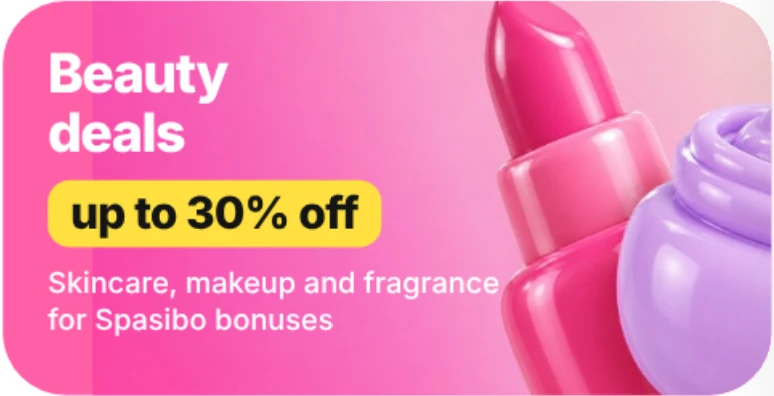 Beauty
deals
up to 30% off
Skincare, makeup and fragrance
for Spasibo bonuses